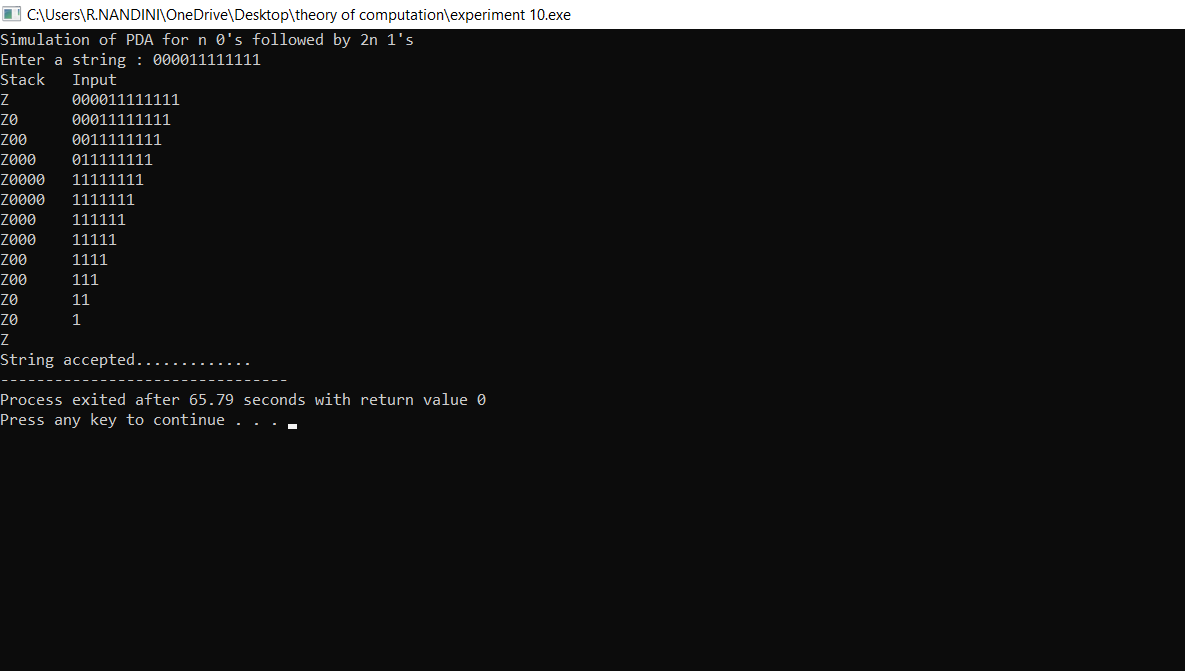 C:\Users\R.NANDINI\OneDrive\Desktop\theory of computation\experiment 10.exe
Simulation of PDA for n 0's followed by 2n 1's
Enter a string : 000011111111
Stack   Input
Z       000011111111
Z0      00011111111
Z00     0011111111
Z000    011111111
Z0000   11111111
Z0000   1111111
Z000    111111
Z000    11111
Z00     1111
Z00     111
Z0      11
Z0      1
Z
String accepted.............
--------------------------------
Process exited after 65.79 seconds with return value 0
Press any key to continue . . .